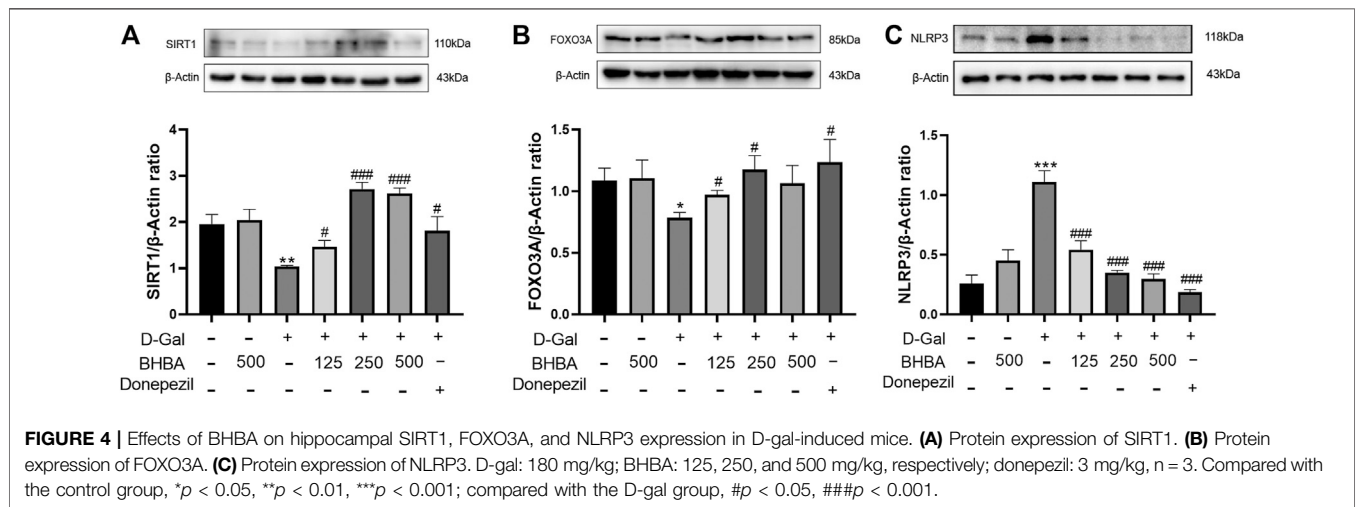 A
SIRT1
110kDa
β-Actin
43kDa
SIRT1/β-Actin ratio
4
3
2
1
0
**
#
###
###
#
D-Gal
– – + + + + +
BHBA
– 500 – 125 250 500 –
Donepezil
– – – – – – +
B
FOXO3A
85kDa
β-Actin
43kDa
FOXO3A/β-Actin ratio
1.5
1.0
0.5
0.0
*
#
#
#
D-Gal
– – + + + + +
BHBA
– 500 – 125 250 500 –
Donepezil
– – – – – – +
C
NLRP3
118kDa
β-Actin
43kDa
NLRP3/β-Actin ratio
1.5
1.0
0.5
0.0
***
###
###
###
###
D-Gal
– – + + + + +
BHBA
– 500 – 125 250 500 –
Donepezil
– – – – – – +
FIGURE 4 | Effects of BHBA on hippocampal SIRT1, FOXO3A, and NLRP3 expression in D-gal-induced mice. (A) Protein expression of SIRT1. (B) Protein
expression of FOXO3A. (C) Protein expression of NLRP3. D-gal: 180 mg/kg; BHBA: 125, 250, and 500 mg/kg, respectively; donepezil: 3 mg/kg, n = 3. Compared with
the control group, *p < 0.05, **p < 0.01, ***p < 0.001; compared with the D-gal group, #p < 0.05, ###p < 0.001.